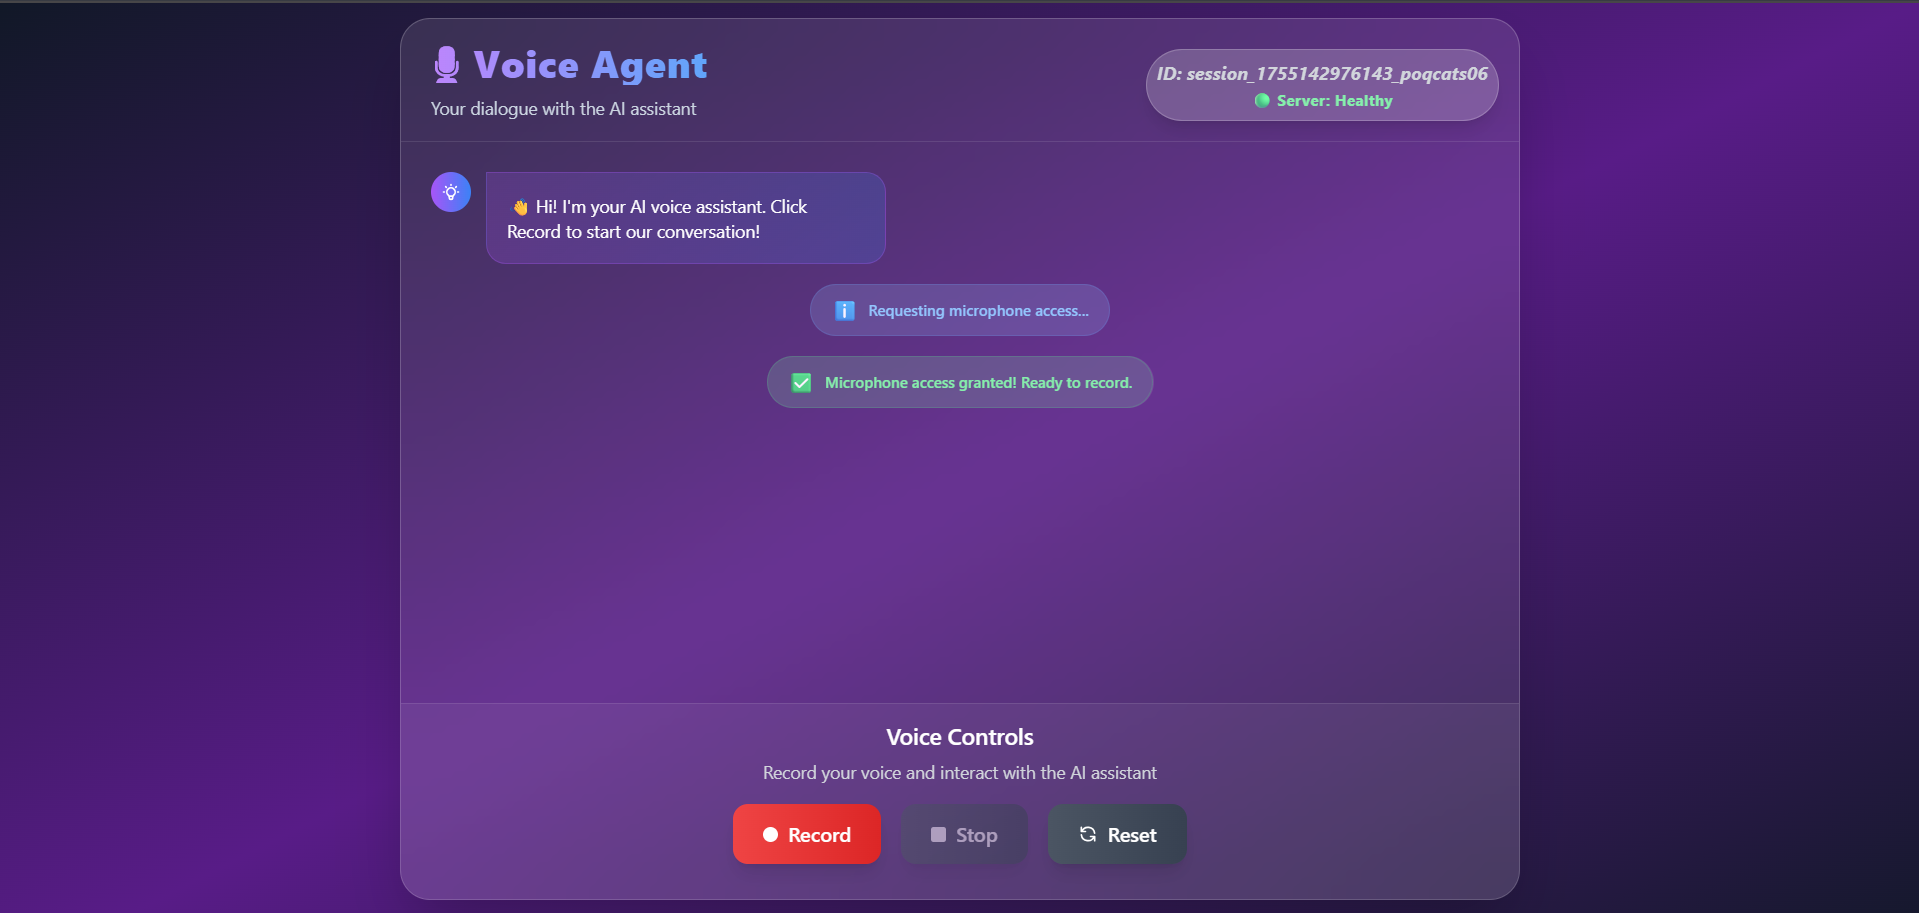 Voice Agent
Your dialogue with the AI assistant
ID: session_1755142976143_poqcats06
Server: Healthy
👋 Hi! I'm your AI voice assistant. Click
Record to start our conversation!
Requesting microphone access...
Microphone access granted! Ready to record.
Voice Controls
Record your voice and interact with the AI assistant
Record
Stop
Reset